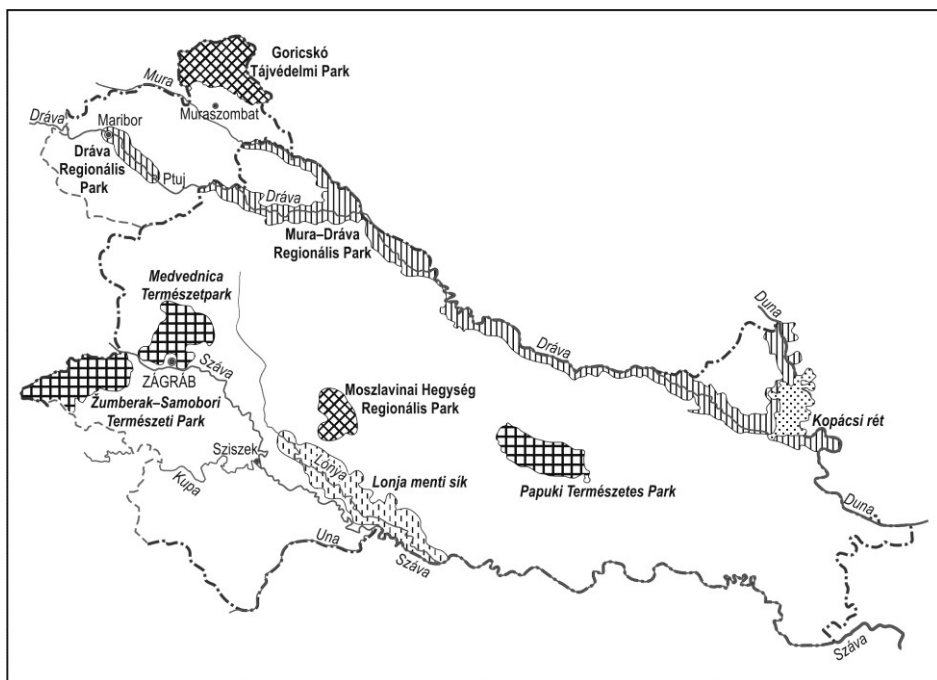 Goricskó
Tájvédelmi Park
Mura
Muraszombat
Dráva
Maribor
Dráva
Regionális
Park
Ptuj
Dráva
Mura–Dráva
Regionális Park
Medvednica
Természetpark
Duna
Dráva
ZÁGRÁB
Száva
Žumberak–Samobori
Természeti Park
Moszlavinai Hegység
Regionális Park
Kopácsi rét
Sziszek
Lónya
Lonja menti sík
Papuki Természetes Park
Kupa
Duna
Una
Száva
Száva